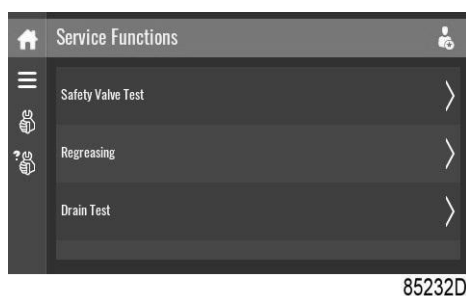 Service Functions
Safety Valve Test
?
Regreasing
Drain Test
85232D